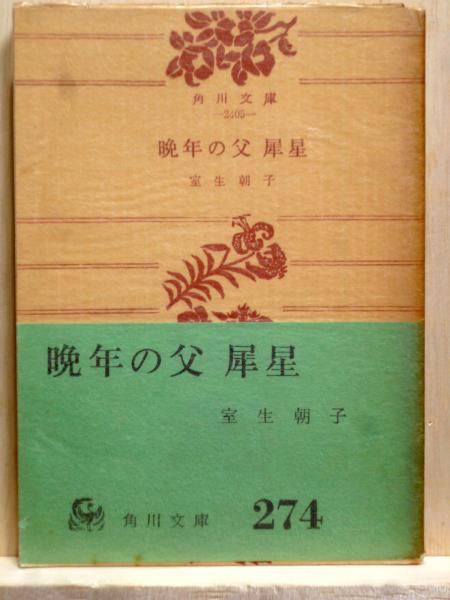 角川文庫
—2405—
晩年の父 犀星
室生朝子
晩年の父 犀星
室生朝子
角川文庫 274